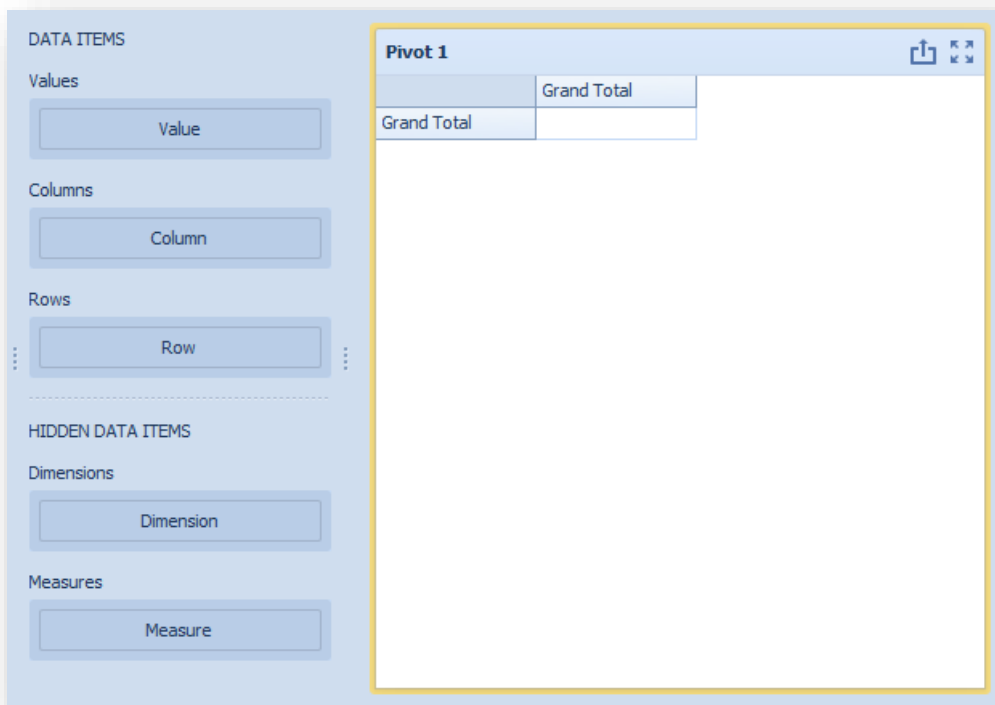 DATA ITEMS
Values
Value
Columns
Column
Rows
Row
HIDDEN DATA ITEMS
Dimensions
Dimension
Measures
Measure
Pivot 1
Grand Total
Grand Total